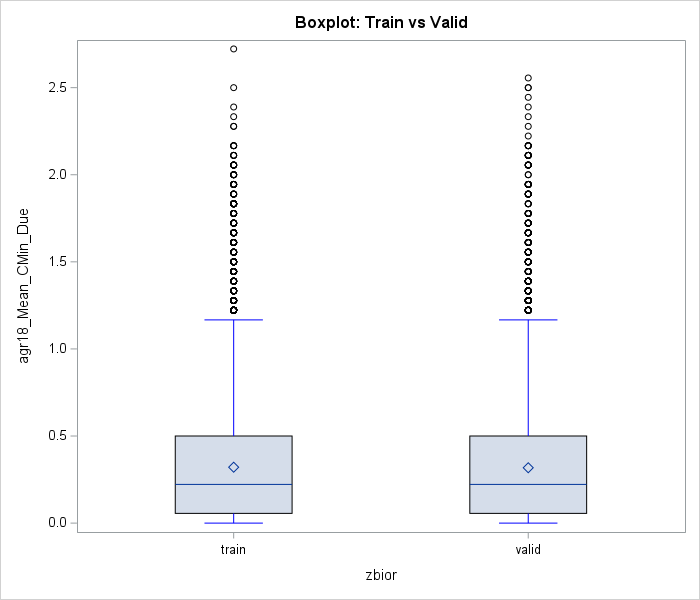 Boxplot: Train vs Valid
agr18_Mean_CMin_Due
2.5
2.0
1.5
1.0
0.5
0.0
train
valid
zbior